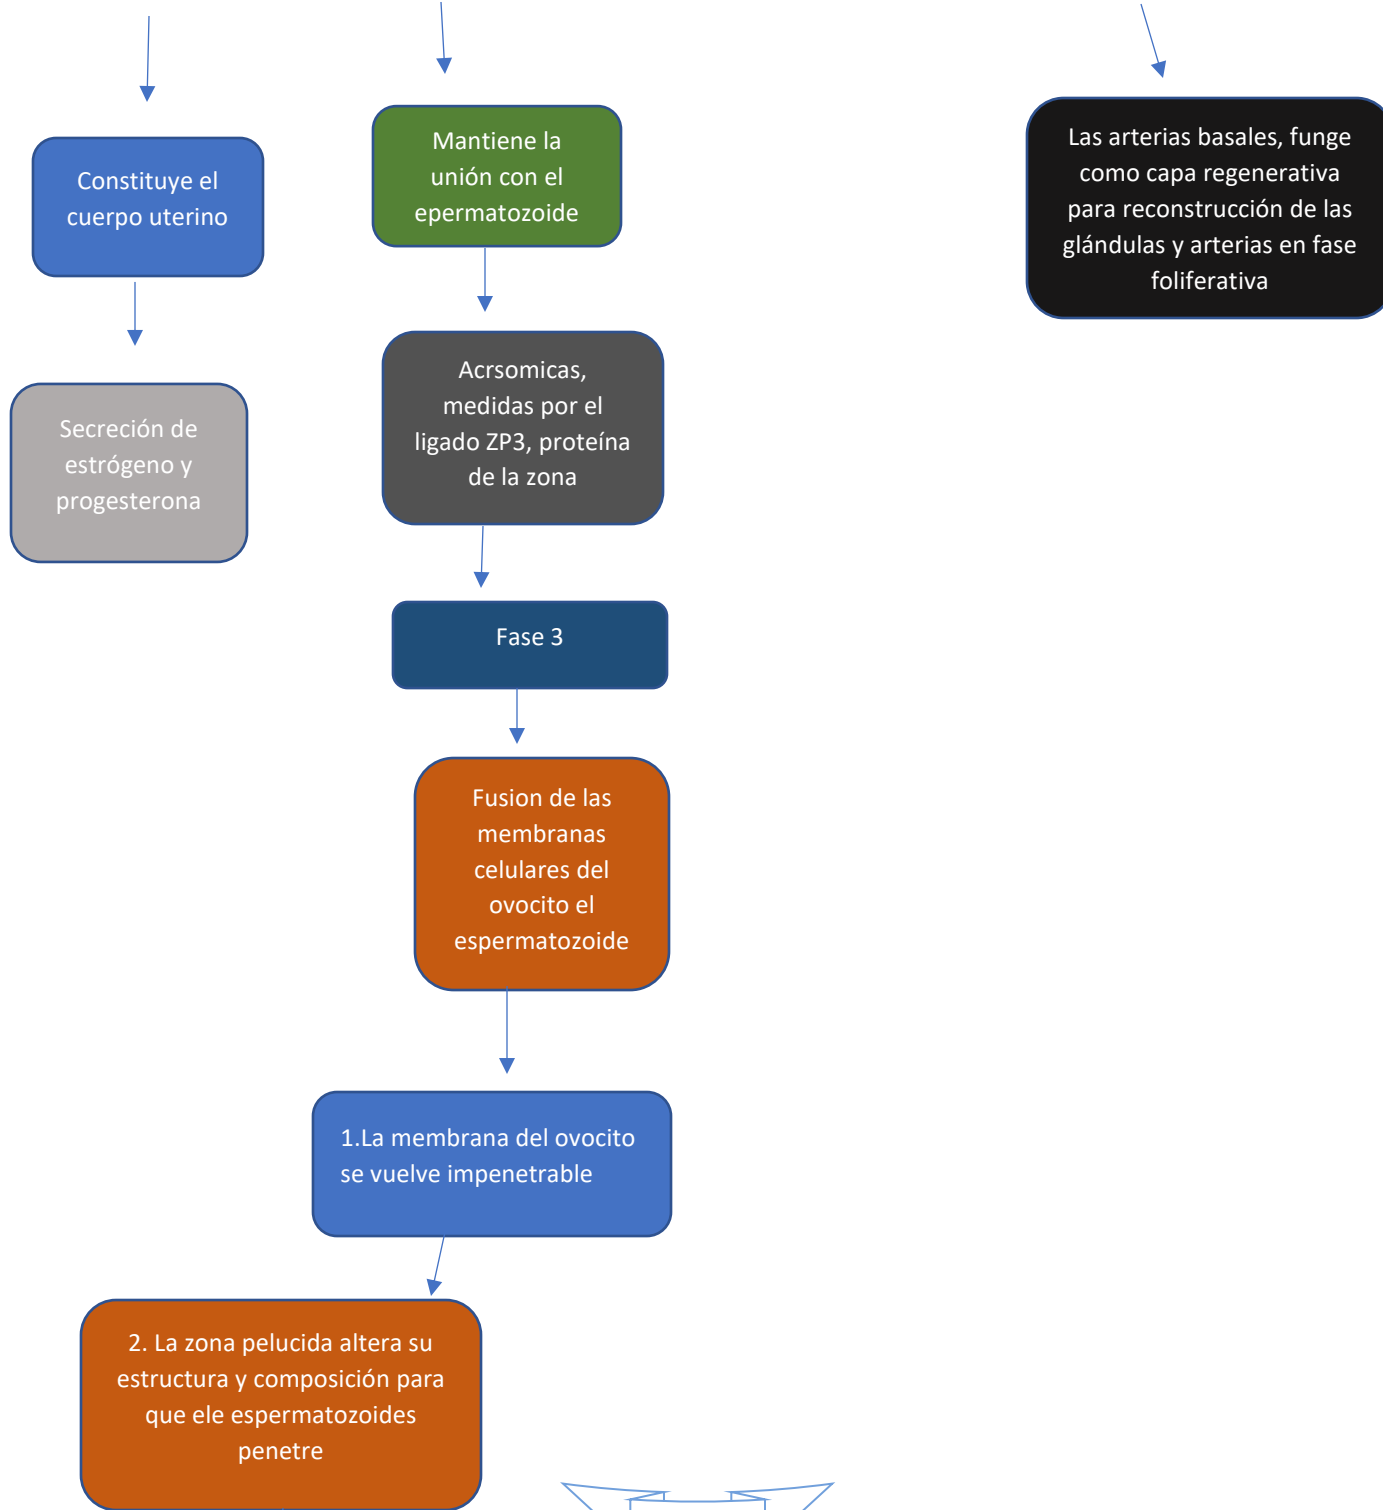 Constituye el
cuerpo uterino
Secreción de
estrógeno y
progesterona
Mantiene la
unión con el
epermatozoide
Acrsomicas,
medidas por el
ligado ZP3, proteína
de la zona
Fase 3
Fusion de las
membranas
celulares del
ovocito el
espermatozoide
1.La membrana del ovocito
se vuelve impenetrable
2. La zona pelucida altera su
estructura y composición para
que ele espermatozoides
penetre
Las arterias basales, funge
como capa regenerativa
para reconstrucción de las
glándulas y arterias en fase
foliferativa